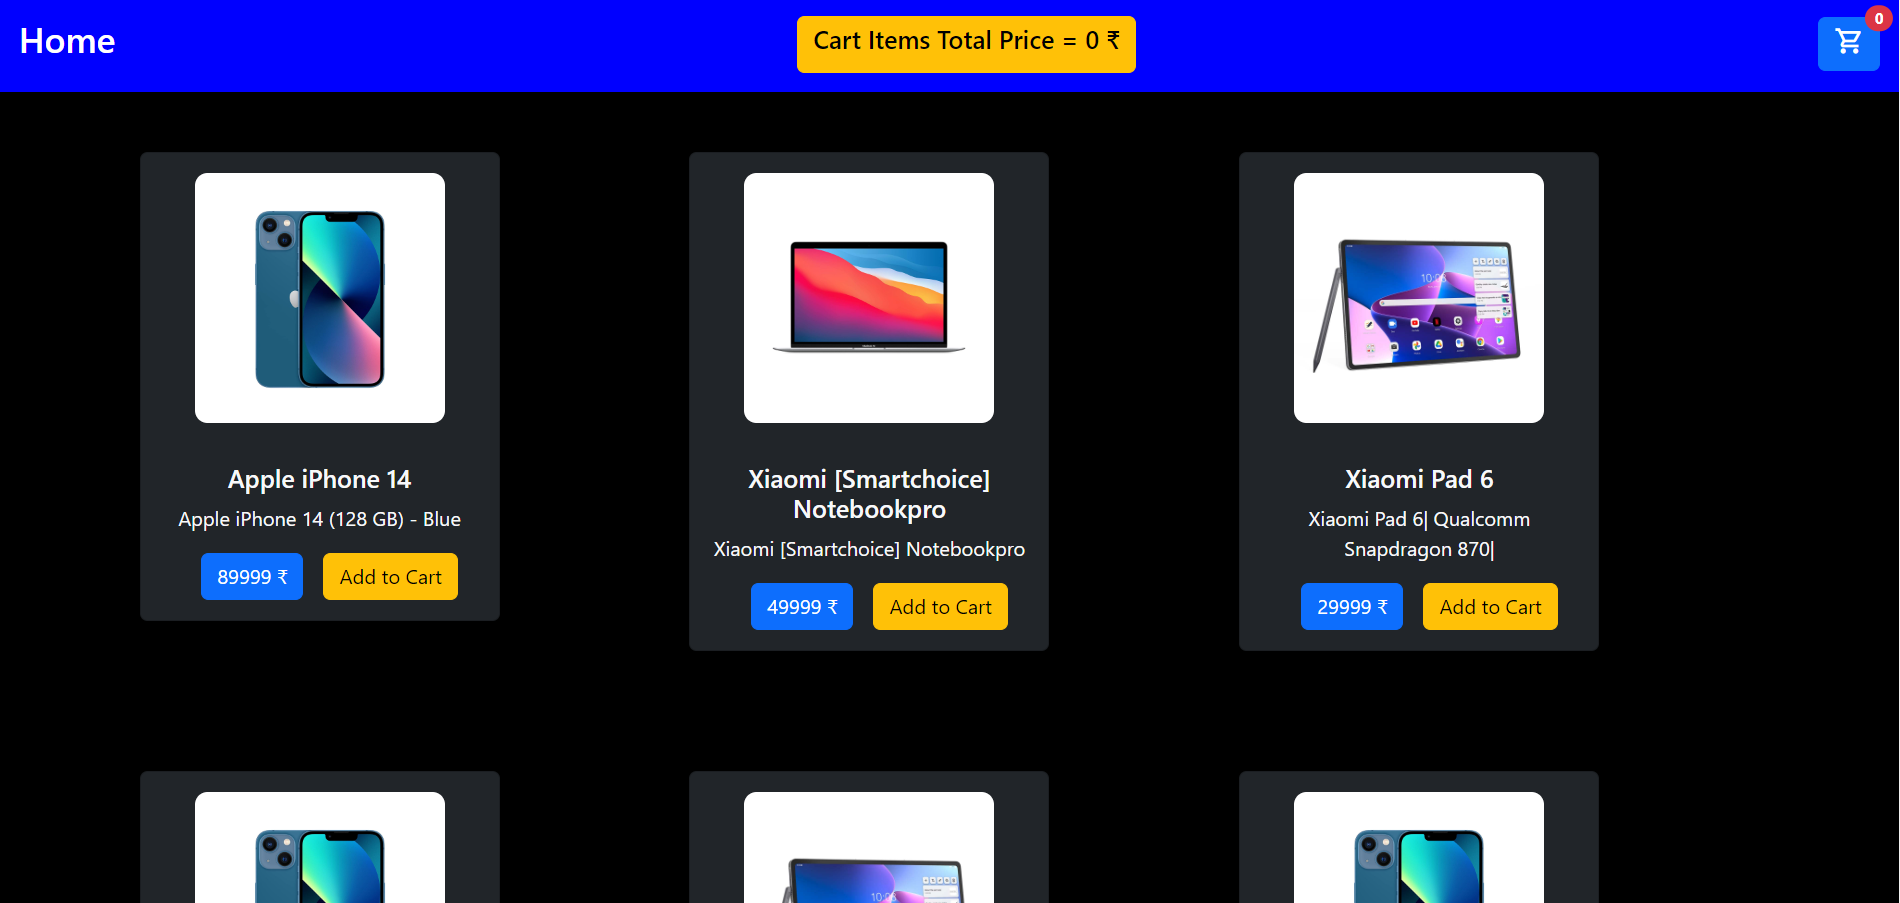 Home
Cart Items Total Price = 0 ₹
0
Apple iPhone 14
Apple iPhone 14 (128 GB) - Blue
89999 ₹
Add to Cart
Xiaomi [Smartchoice]
Notebookpro
Xiaomi [Smartchoice] Notebookpro
49999 ₹
Add to Cart
10:08
Xiaomi Pad 6
Xiaomi Pad 6| Qualcomm
Snapdragon 870|
29999 ₹
Add to Cart